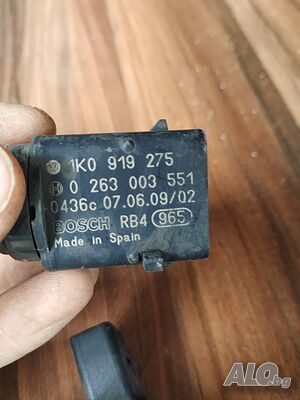 1K0 919 275
0 263 003 551
0436c 07.06.09/02
BOSCH RB4 965
Made in Spain
ALO.bg